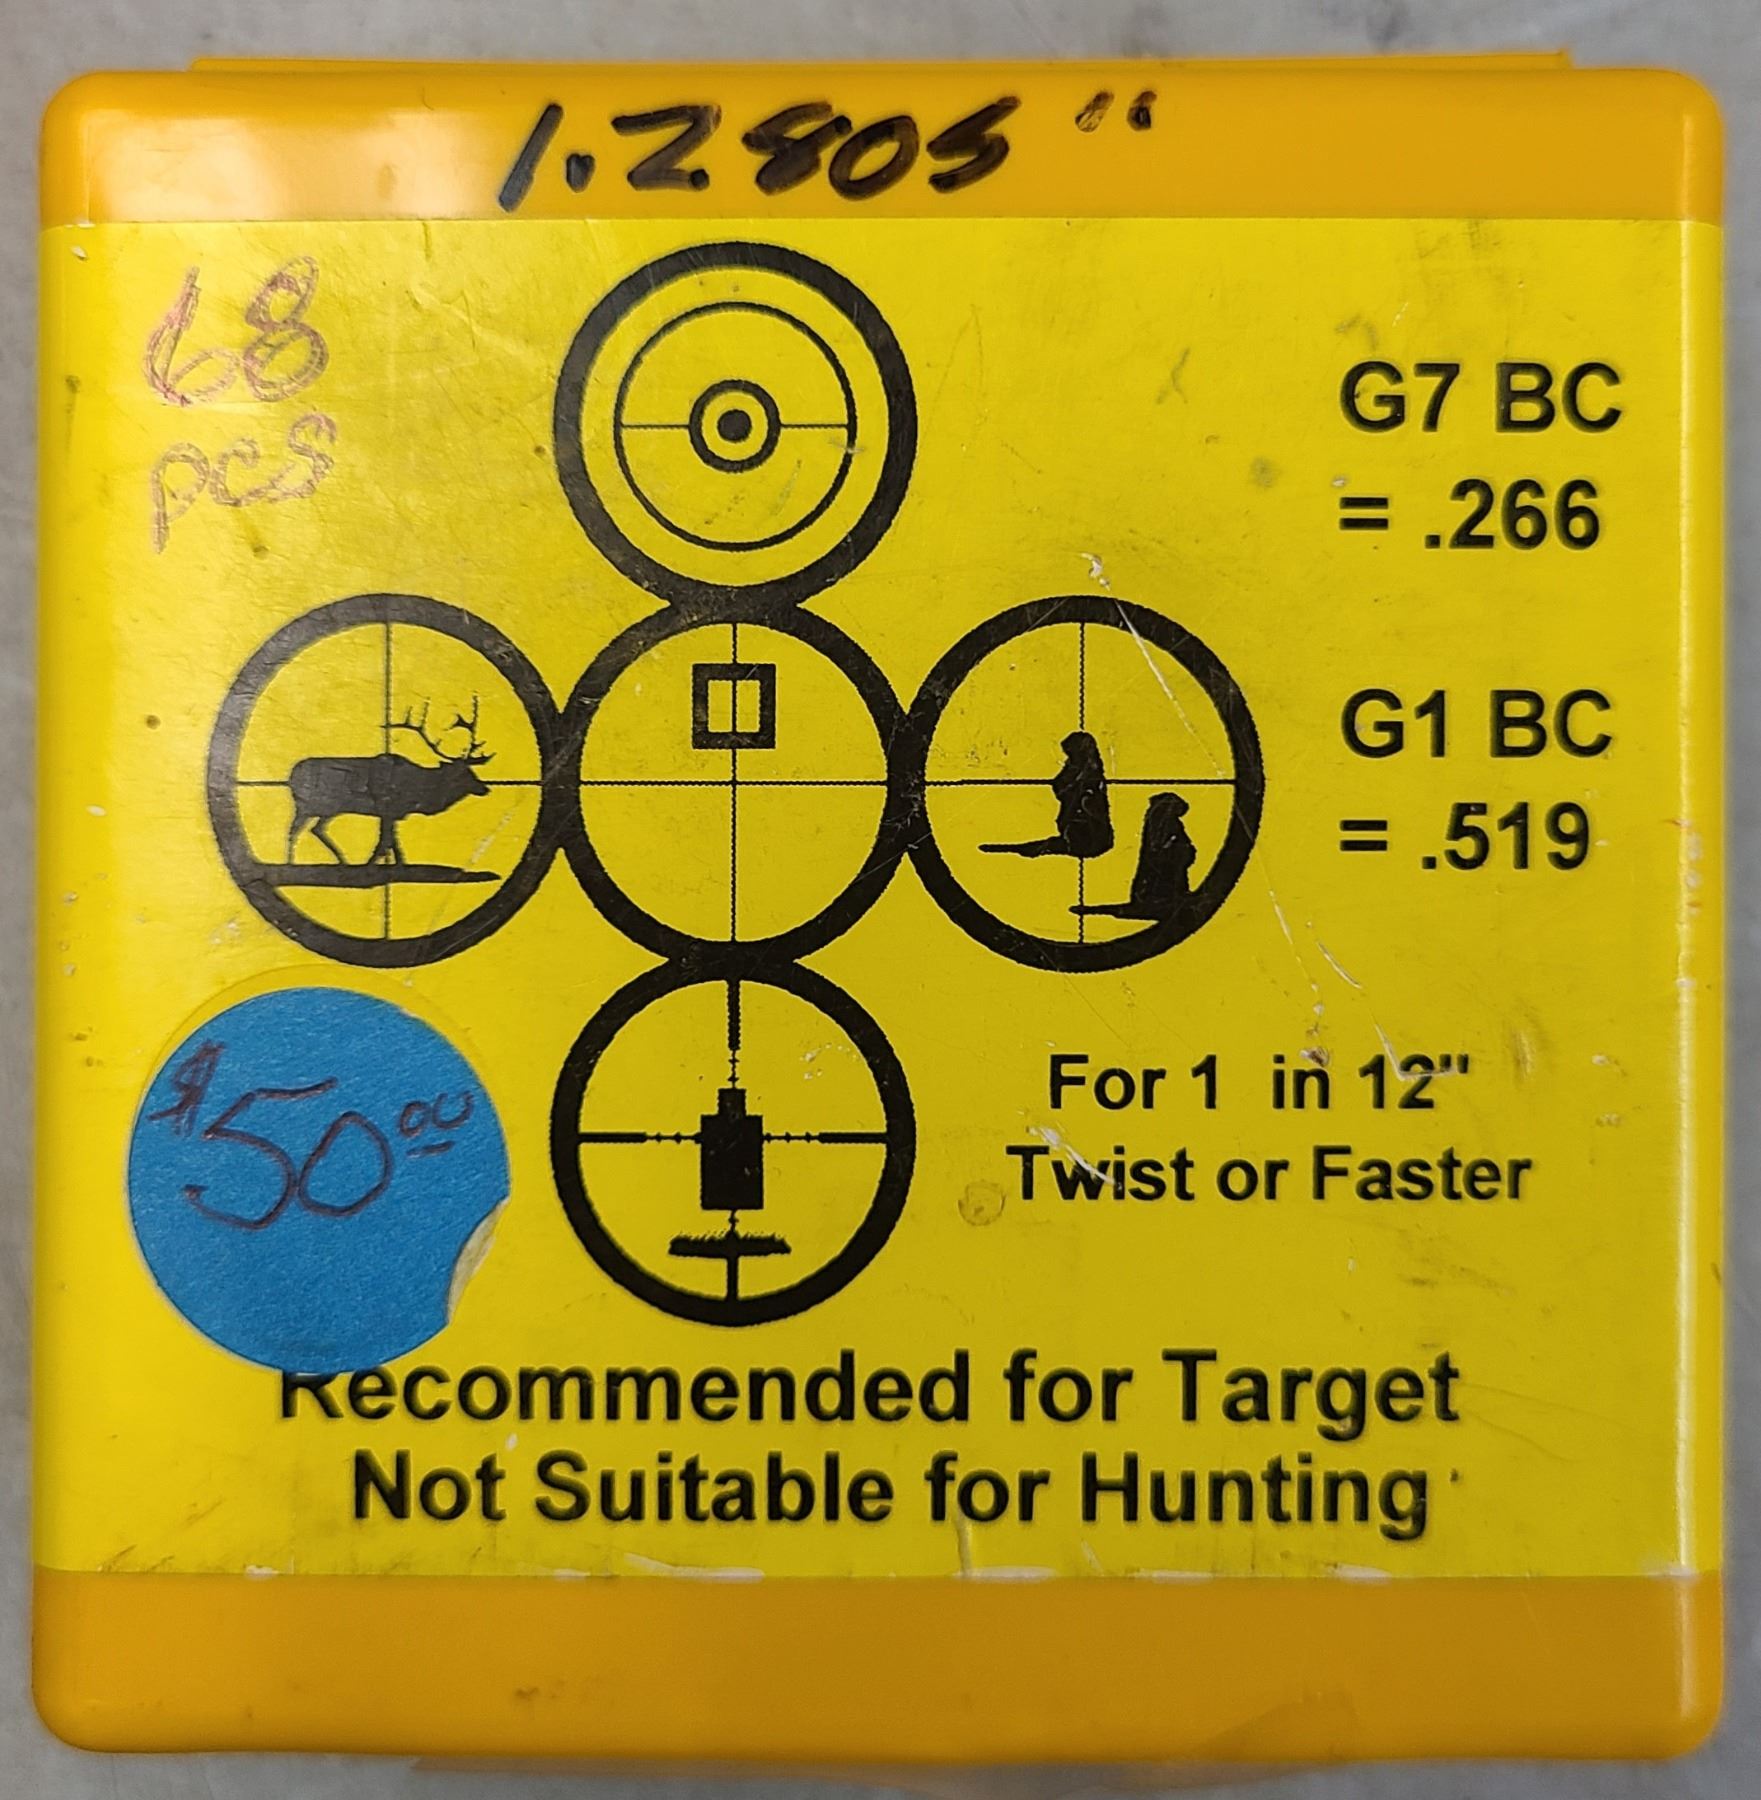 1.2805"
68
pcs
G7 BC
= .266
G1 BC
= .519
For 1 in 12"
Twist or Faster
$50.00
Recommended for Target
Not Suitable for Hunting